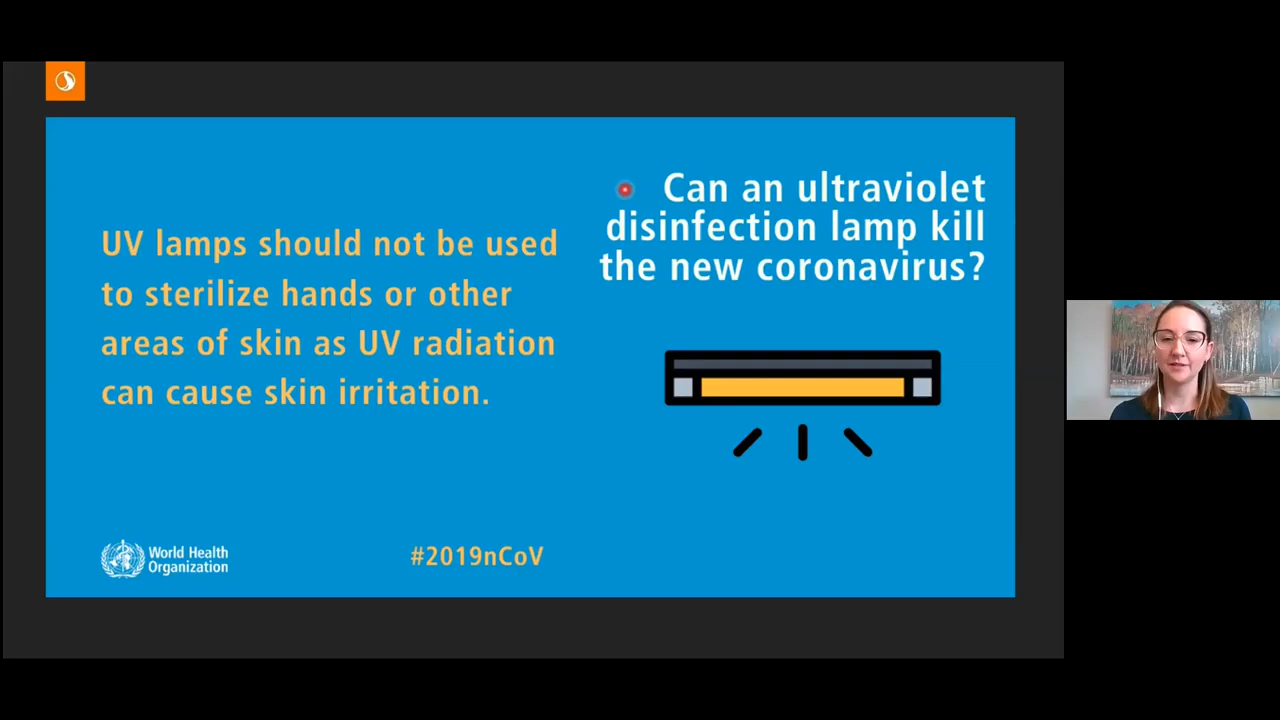 Can an ultraviolet
disinfection lamp kill
the new coronavirus?
UV lamps should not be used
to sterilize hands or other
areas of skin as UV radiation
can cause skin irritation.
World Health
Organization
#2019nCoV